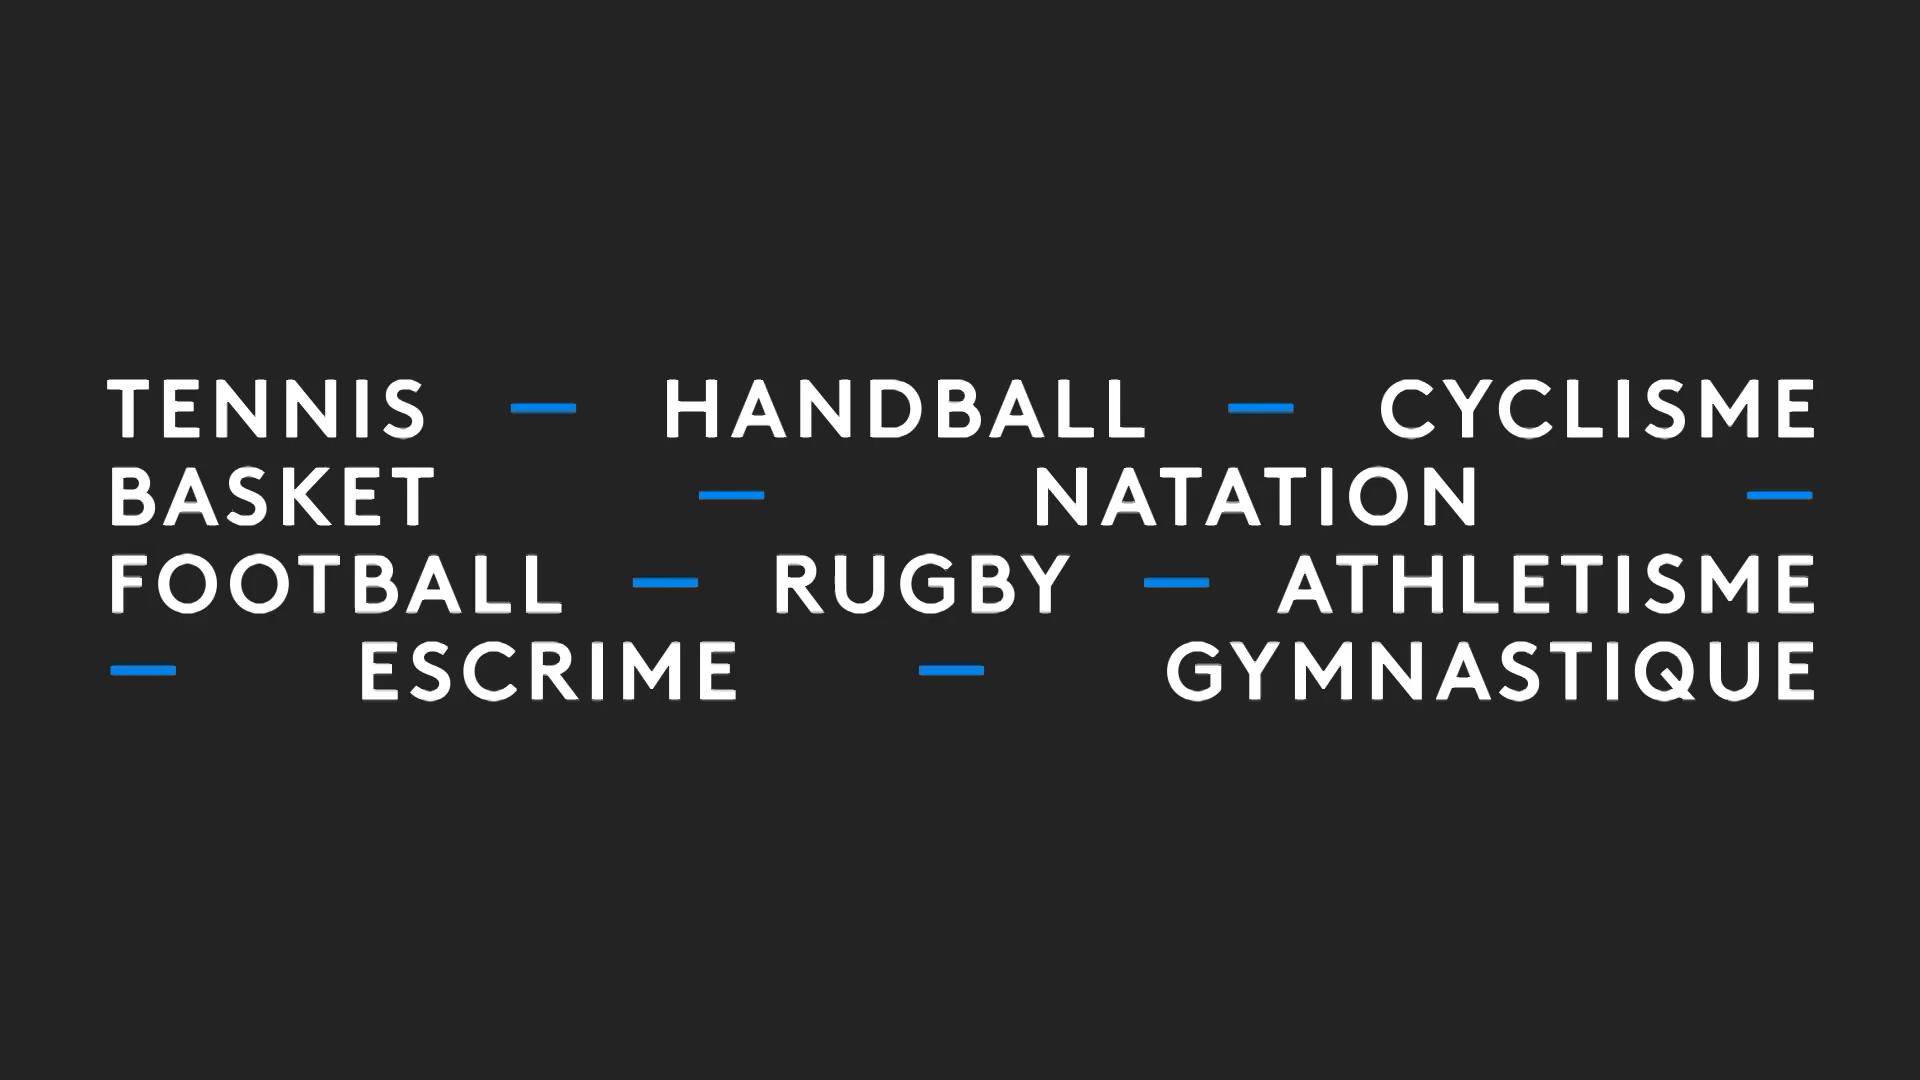 TENNIS — HANDBALL — CYCLISME
BASKET — NATATION —
FOOTBALL — RUGBY — ATHLETISME
— ESCRIME — GYMNASTIQUE